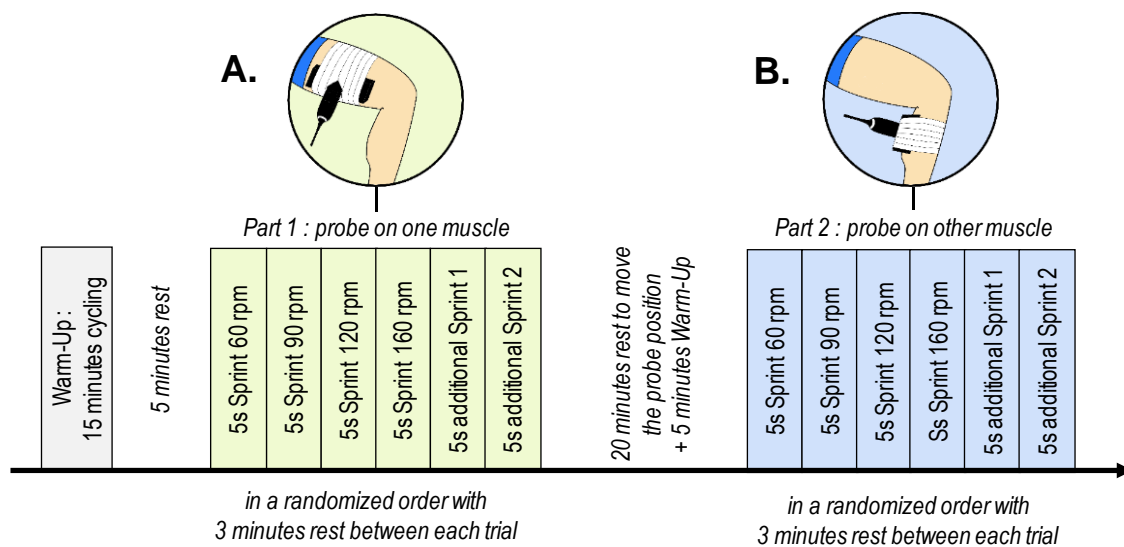 A.
B.
Part 1 : probe on one muscle
Part 2 : probe on other muscle
Warm-Up :
15 minutes cycling
5 minutes rest
5s Sprint 60 rpm
5s Sprint 90 rpm
5s Sprint 120 rpm
5s Sprint 160 rpm
5s additional Sprint 1
5s additional Sprint 2
20 minutes rest to move
the probe position
+ 5 minutes Warm-Up
5s Sprint 60 rpm
5s Sprint 90 rpm
5s Sprint 120 rpm
Ss Sprint 160 rpm
5s additional Sprint 1
5s additional Sprint 2
in a randomized order with
3 minutes rest between each trial
in a randomized order with
3 minutes rest between each trial